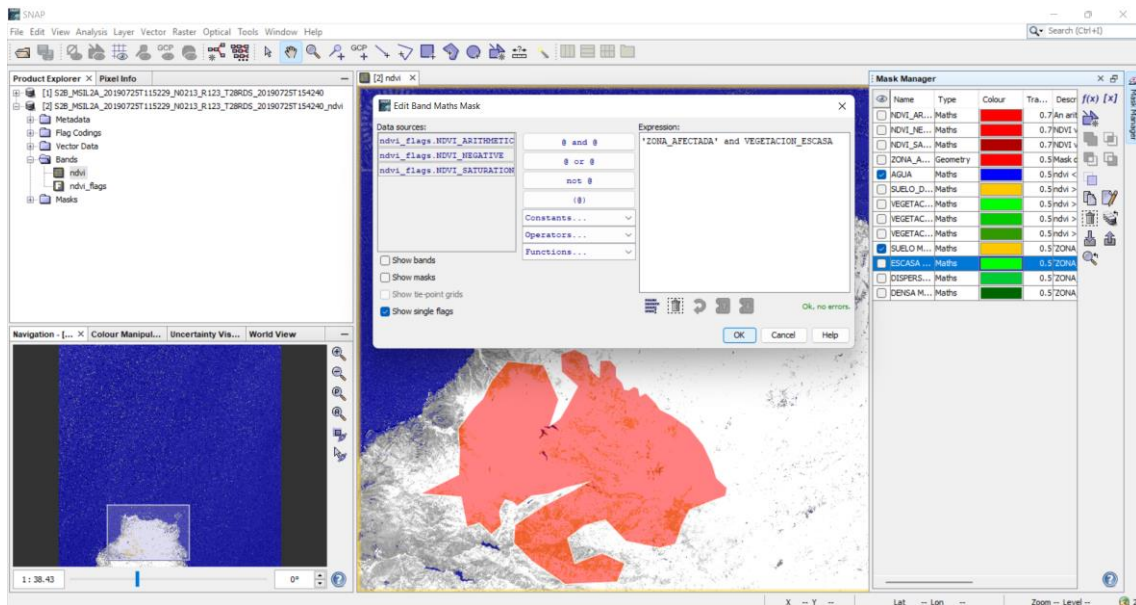 SNAP
File Edit View Analysis Layer Vector Raster Optical Tools Window Help
Search (Ctrl+I)
GCP
GCP
Product Explorer × Pixel Info
[1] S2B_MSIL2A_20190725T115229_N0213_R123_T28RDS_20190725T154240
[2] S2B_MSIL2A_20190725T115229_N0213_R123_T28RDS_20190725T154240_ndvi
Metadata
Flag Codings
Vector Data
Bands
ndvi
ndvi_flags
Masks
Navigation - [... × Colour Manipul... Uncertainty Vis... World View
1 : 38.43
0°
[2] ndvi ×
Edit Band Maths Mask
Data sources:
ndvi_flags.NDVI_ARITHMETIC
ndvi_flags.NDVI_NEGATIVE
ndvi_flags.NDVI_SATURATION
@ and @
@ or @
not @
(@)
Constants...
Operators...
Functions...
Show bands
Show masks
Show tie-point grids
Show single flags
Expression:
'ZONA_AFECTADA' and VEGETACION_ESCASA
Ok, no errors.
OK Cancel Help
Mask Manager
Name Type Colour Tra... Descr
f(x) [x]
NDVI_AR... Maths 0.7 An arit
NDVI_NE... Maths 0.7 NDVI v
NDVI_SA... Maths 0.7 NDVI v
ZONA_A... Geometry 0.5 Mask d
AGUA Maths 0.5 ndvi <
SUELO_D... Maths 0.5 ndvi >
VEGETAC... Maths 0.5 ndvi >
VEGETAC... Maths 0.5 ndvi >
VEGETAC... Maths 0.5 ndvi >
SUELO M... Maths 0.5 'ZONA
ESCASA ... Maths 0.5 'ZONA
DISPERS... Maths 0.5 'ZONA
DENSA M... Maths 0.5 'ZONA
Mask Manager
X -- Y -- Lat -- Lon -- Zoom -- Level --